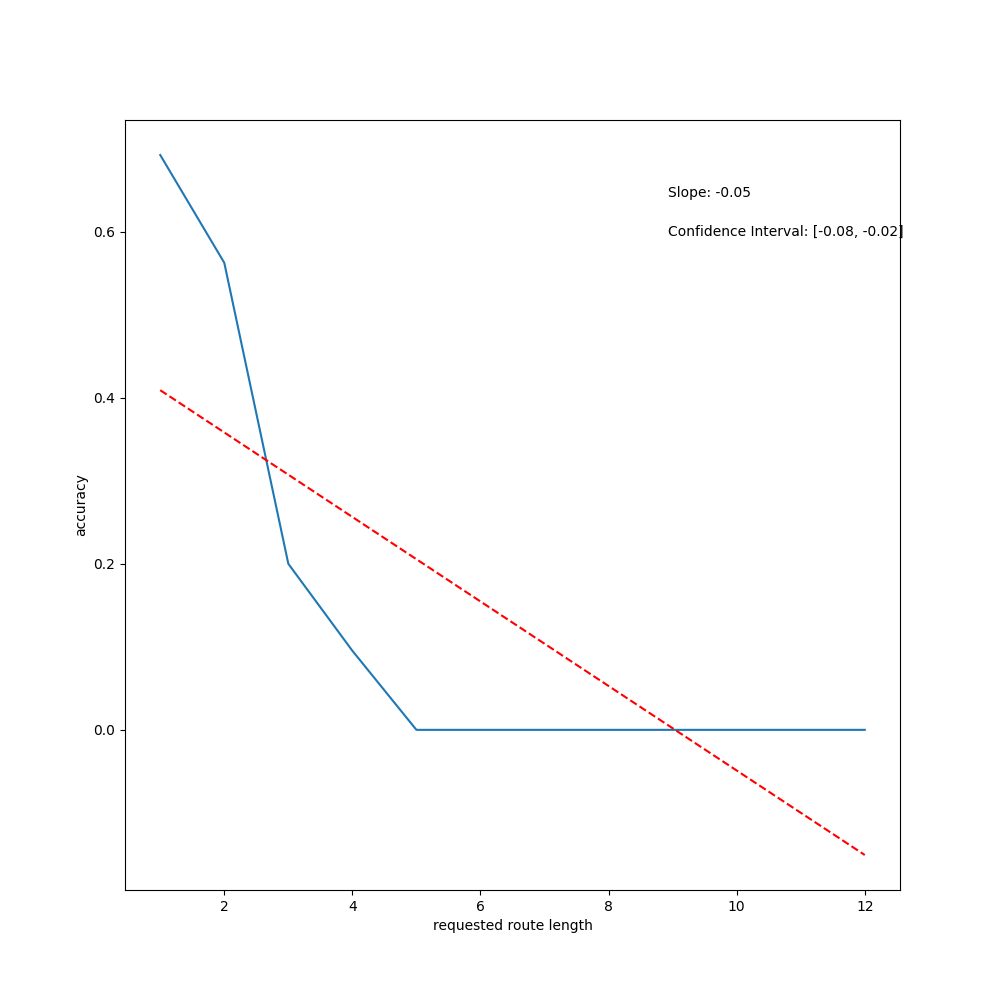 Slope: -0.05
Confidence Interval: [-0.08, -0.02]
0.6
0.4
0.2
0.0
accuracy
2 4 6 8 10 12
requested route length